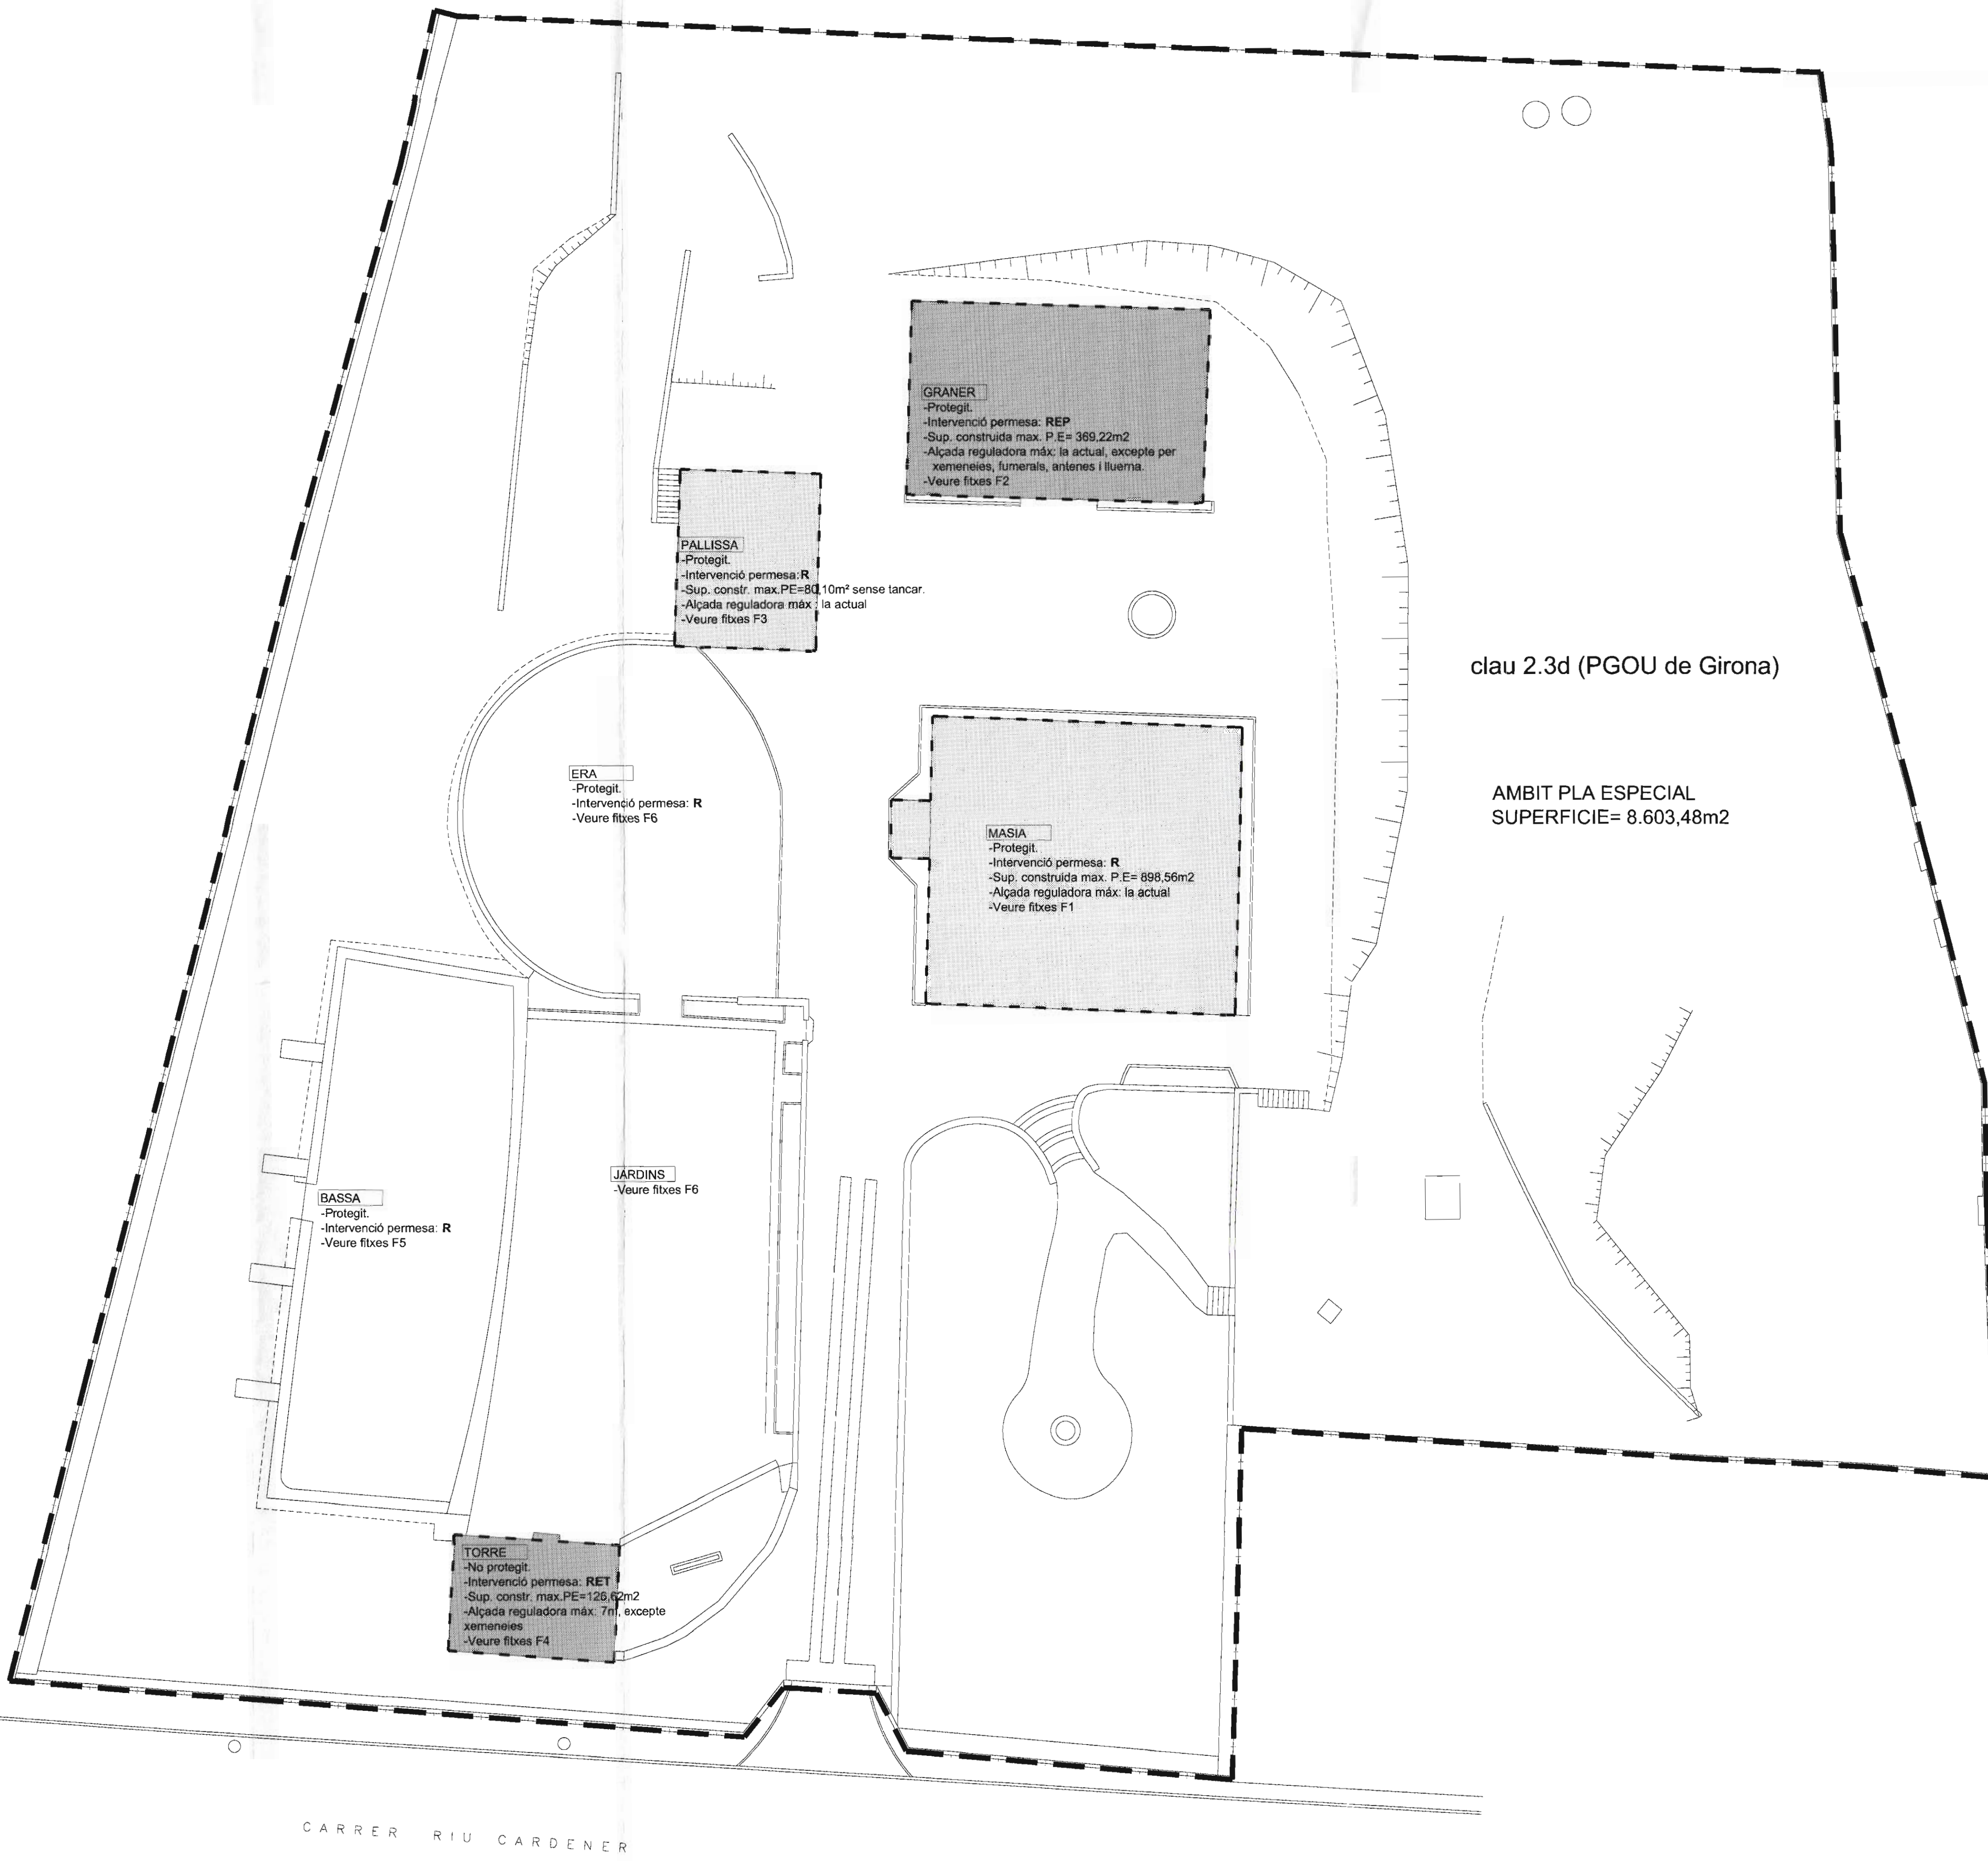 GRANER
-Protegit.
-Intervenció permesa: REP
-Sup. construida max. P.E= 369,22m2
-Alçada reguladora máx: la actual, excepte per
xemeneies, fumerals, antenes i lluerna.
-Veure fitxes F2
PALLISSA
-Protegit.
-Intervenció permesa: R
-Sup. constr. max.PE=80,10m² sense tancar.
-Alçada reguladora máx : la actual
-Veure fitxes F3
clau 2.3d (PGOU de Girona)
AMBIT PLA ESPECIAL
SUPERFICIE= 8.603,48m2
ERA
-Protegit.
-Intervenció permesa: R
-Veure fitxes F6
MASIA
-Protegit.
-Intervenció permesa: R
-Sup. construida max. P.E= 898,56m2
-Alçada reguladora máx: la actual
-Veure fitxes F1
JARDINS
-Veure fitxes F6
BASSA
-Protegit.
-Intervenció permesa: R
-Veure fitxes F5
TORRE
-No protegit.
-Intervenció permesa: RET
-Sup. constr. max.PE=126,62m2
-Alçada reguladora máx: 7m, excepte
xemeneies
-Veure fitxes F4
CARRER RIU CARDENER